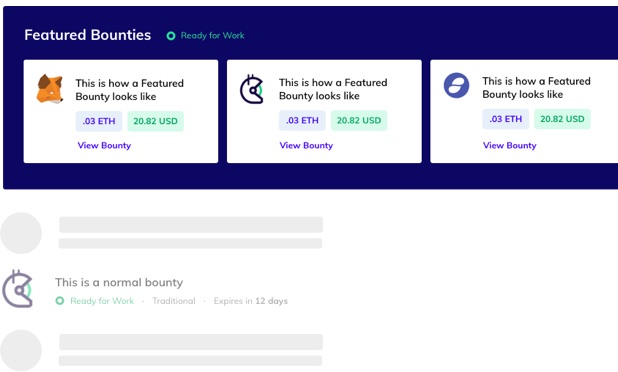 Featured Bounties Ready for Work
This is how a Featured
Bounty looks like
.03 ETH 20.82 USD
View Bounty
This is how a Featured
Bounty looks like
.03 ETH 20.82 USD
View Bounty
This is how a Featured
Bounty looks like
.03 ETH 20.82 USD
View Bounty
This is a normal bounty
Ready for Work · Traditional · Expires in 12 days